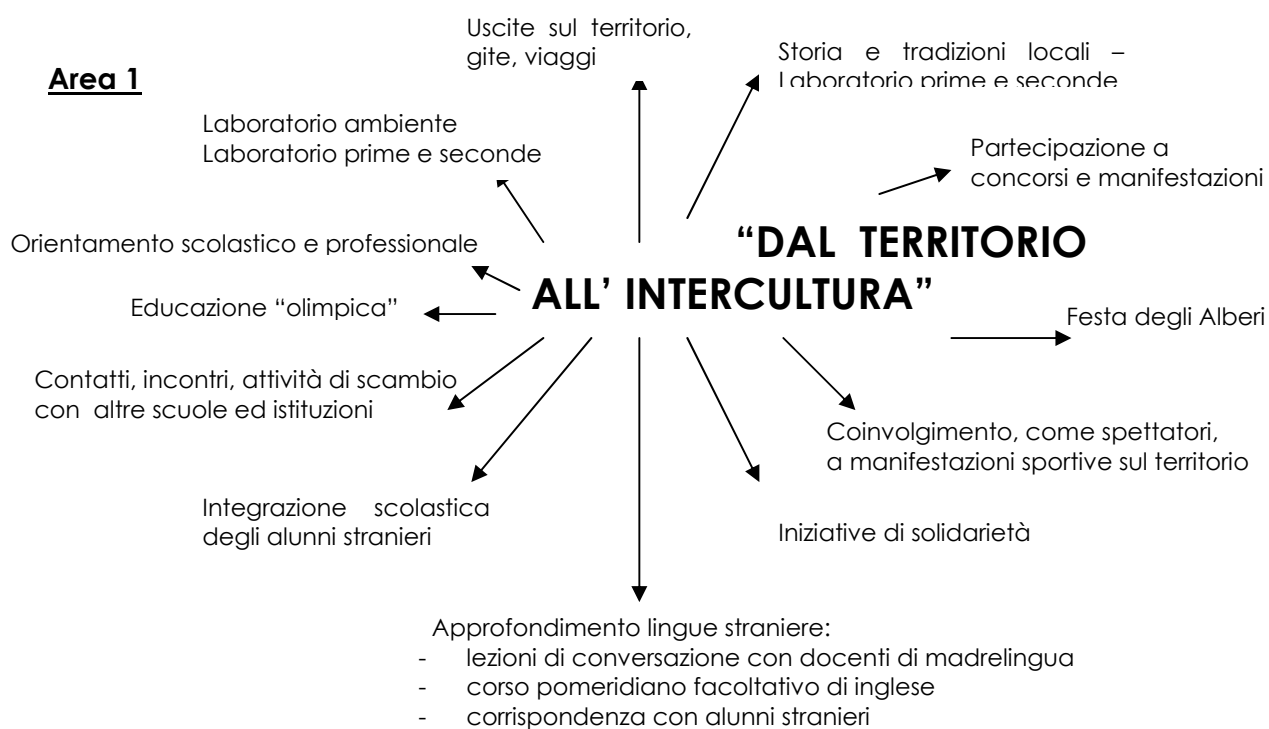 Uscite sul territorio,
gite, viaggi
Storia e tradizioni locali –
Laboratorio prime e seconde
Area 1
Laboratorio ambiente
Laboratorio prime e seconde
Partecipazione a
concorsi e manifestazioni
Orientamento scolastico e professionale
“DAL TERRITORIO
ALL’ INTERCULTURA”
Educazione “olimpica”
Festa degli Alberi
Contatti, incontri, attività di scambio
con altre scuole ed istituzioni
Coinvolgimento, come spettatori,
a manifestazioni sportive sul territorio
Integrazione scolastica
degli alunni stranieri
Iniziative di solidarietà
Approfondimento lingue straniere:
- lezioni di conversazione con docenti di madrelingua
- corso pomeridiano facoltativo di inglese
- corrispondenza con alunni stranieri